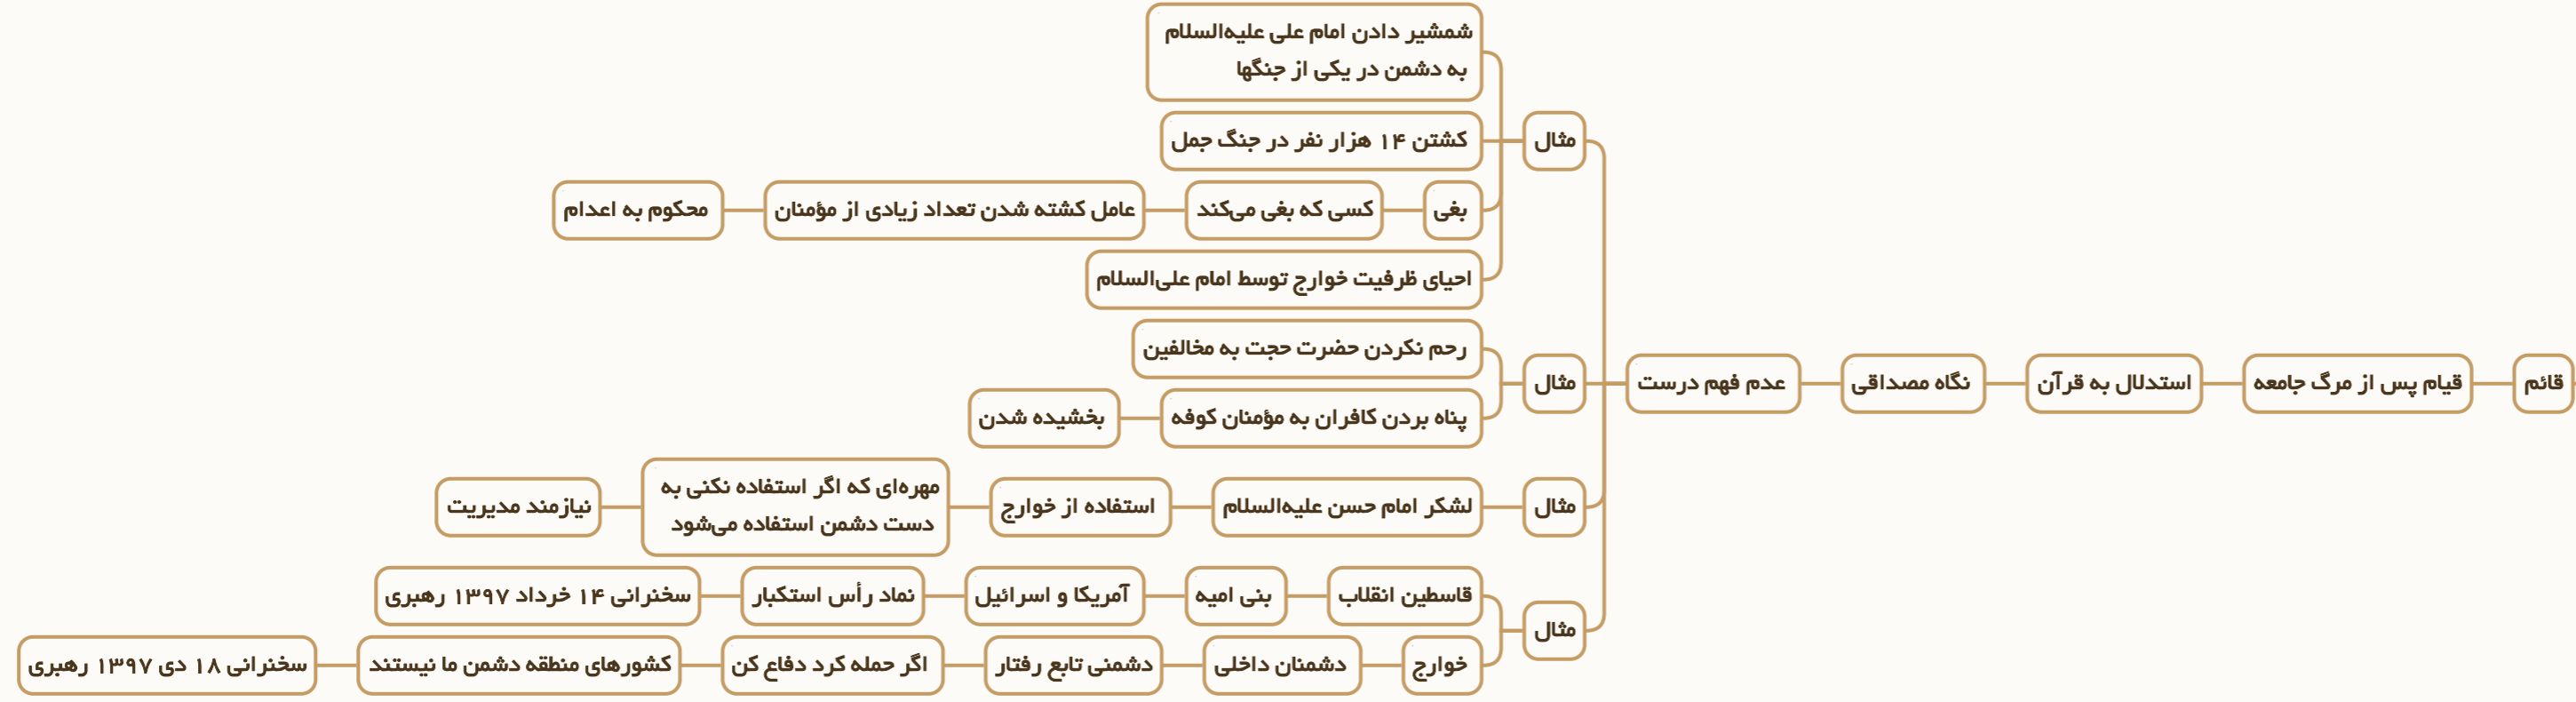 قائم
قیام پس از مرگ جامعه
استدلال به قرآن
نگاه مصداقی
عدم فهم درست
مثال
شمشیر دادن امام علی علیه‌السلام
به دشمن در یکی از جنگها
کشتن ۱۴ هزار نفر در جنگ جمل
بغی
کسی که بغی می‌کند
عامل کشته شدن تعداد زیادی از مؤمنان
محکوم به اعدام
احیای ظرفیت خوارج توسط امام علی‌السلام
مثال
رحم نکردن حضرت حجت به مخالفین
پناه بردن کافران به مؤمنان کوفه
بخشیده شدن
مثال
لشکر امام حسن علیه‌السلام
استفاده از خوارج
مهره‌ای که اگر استفاده نکنی به
دست دشمن استفاده می‌شود
نیازمند مدیریت
مثال
قاسطین انقلاب
بنی امیه
آمریکا و اسرائیل
نماد رأس استکبار
سخنرانی ۱۴ خرداد ۱۳۹۷ رهبری
خوارج
دشمنان داخلی
دشمنی تابع رفتار
اگر حمله کرد دفاع کن
کشورهای منطقه دشمن ما نیستند
سخنرانی ۱۸ دی ۱۳۹۷ رهبری